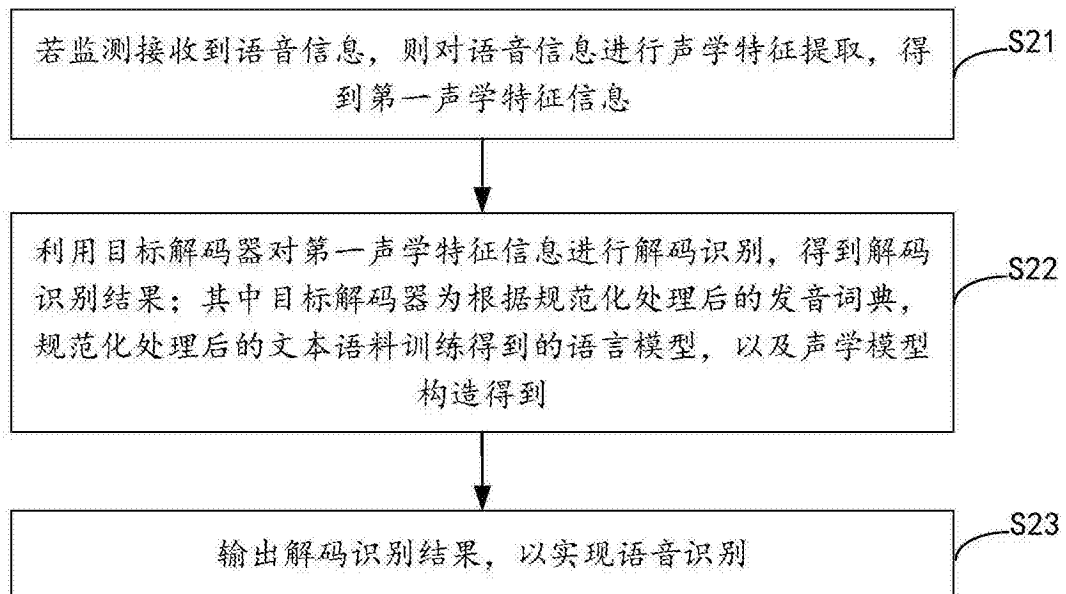 若监测接收到语音信息，则对语音信息进行声学特征提取，得
到第一声学特征信息
S21
利用目标解码器对第一声学特征信息进行解码识别，得到解码
识别结果；其中目标解码器为根据规范化处理后的发音词典，
规范化处理后的文本语料训练得到的语言模型，以及声学模型
构造得到
S22
输出解码识别结果，以实现语音识别
S23